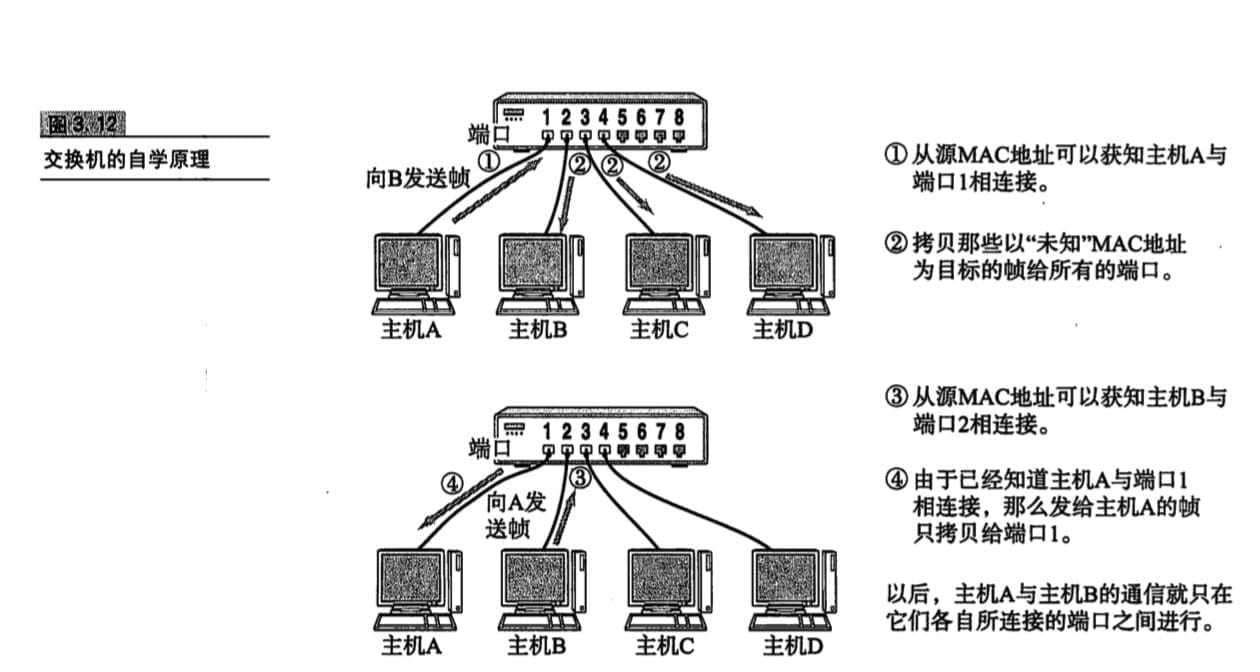 图3.12
交换机的自学原理
1 2 3 4 5 6 7 8
端口
① ② ② ②
向B发送帧
主机A 主机B 主机C 主机D
①从源MAC地址可以获知主机A与
端口1相连接。
②拷贝那些以“未知”MAC地址
为目标的帧给所有的端口。
1 2 3 4 5 6 7 8
端口
④ ③
向A发
送帧
主机A 主机B 主机C 主机D
③从源MAC地址可以获知主机B与
端口2相连接。
④由于已经知道主机A与端口1
相连接，那么发给主机A的帧
只拷贝给端口1。
以后，主机A与主机B的通信就只在
它们各自所连接的端口之间进行。